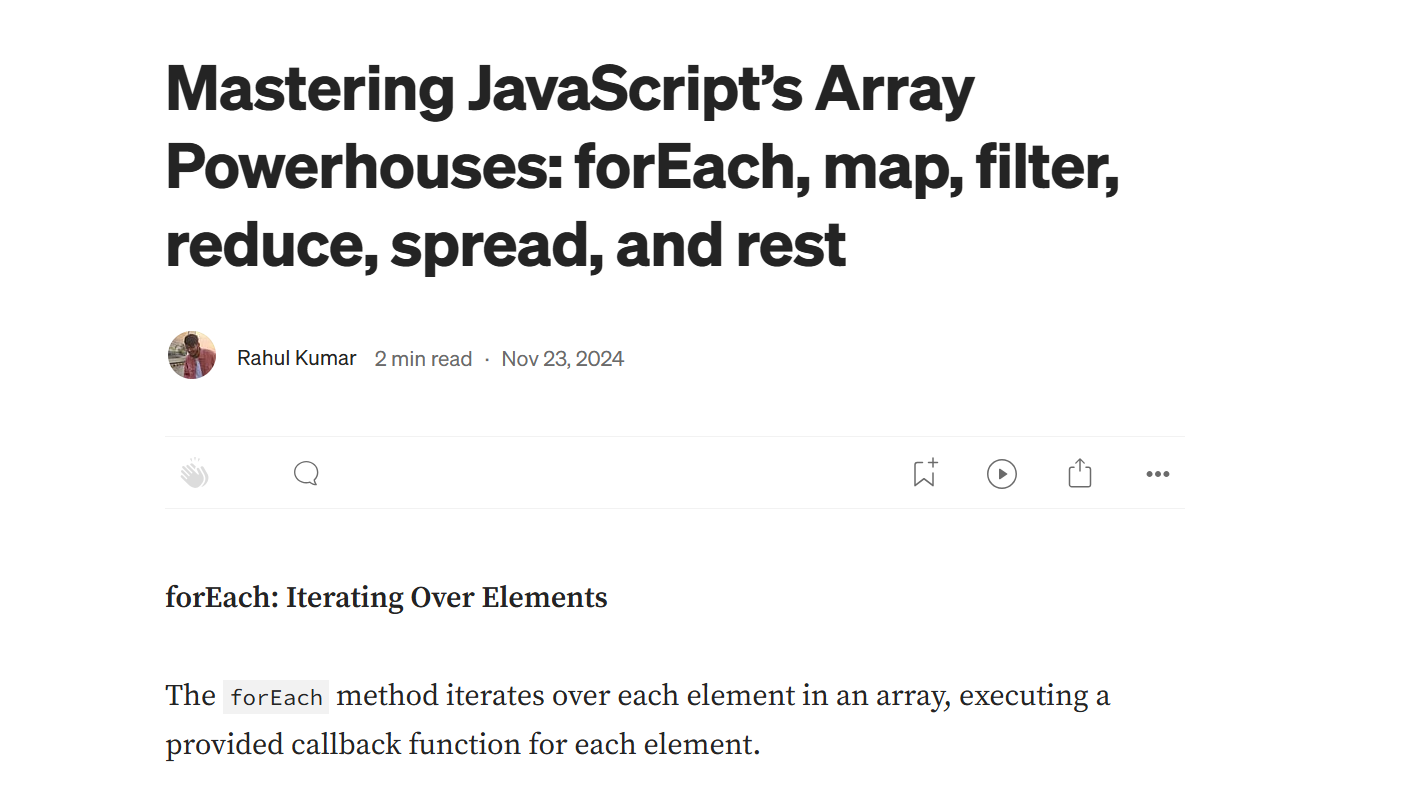 Mastering JavaScript’s Array
Powerhouses: forEach, map, filter,
reduce, spread, and rest
Rahul Kumar 2 min read · Nov 23, 2024
forEach: Iterating Over Elements
The forEach method iterates over each element in an array, executing a
provided callback function for each element.